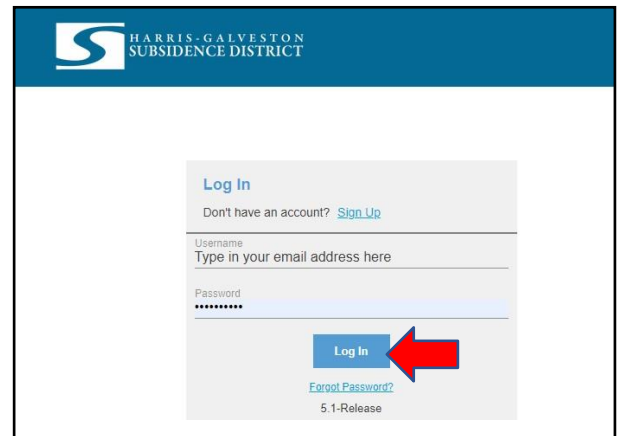 HARRIS-GALVESTON
SUBSIDENCE DISTRICT
Log In
Don't have an account? Sign Up
Username
Type in your email address here
Password
••••••••••
Log In
Forgot Password?
5.1-Release